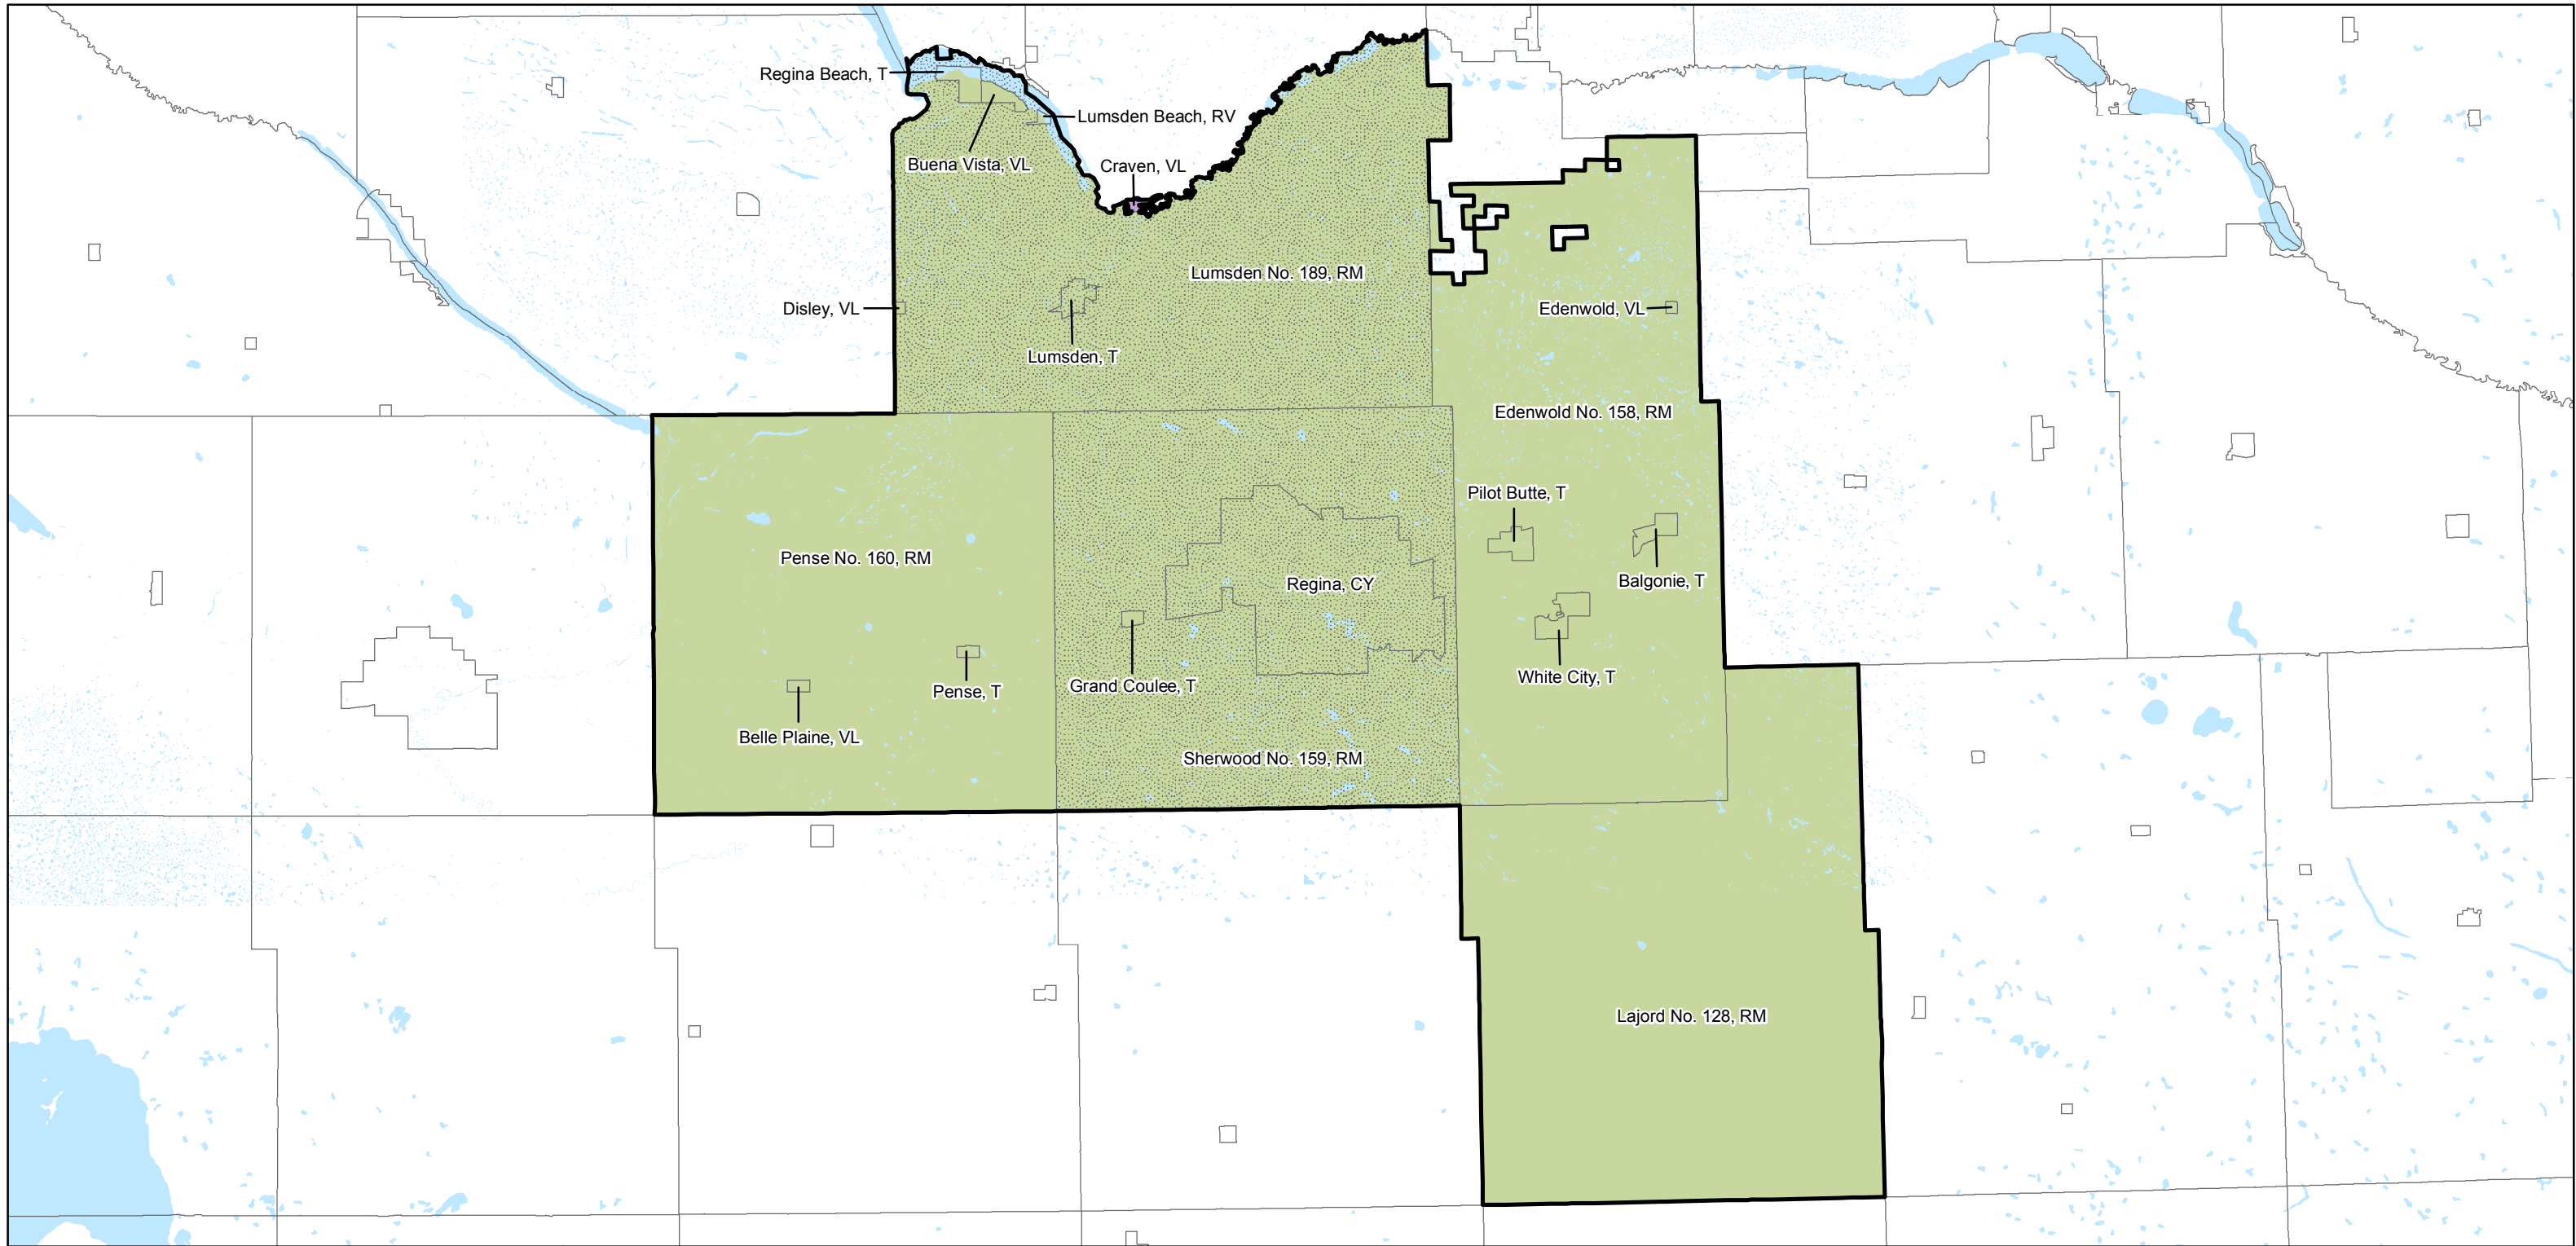 Regina Beach, T
Lumsden Beach, RV
Buena Vista, VL
Craven, VL
Lumsden No. 189, RM
Disley, VL
Edenwold, VL
Lumsden, T
Edenwold No. 158, RM
Pilot Butte, T
Pense No. 160, RM
Balgonie, T
Regina, CY
White City, T
Grand Coulee, T
Pense, T
Belle Plaine, VL
Sherwood No. 159, RM
Lajord No. 128, RM